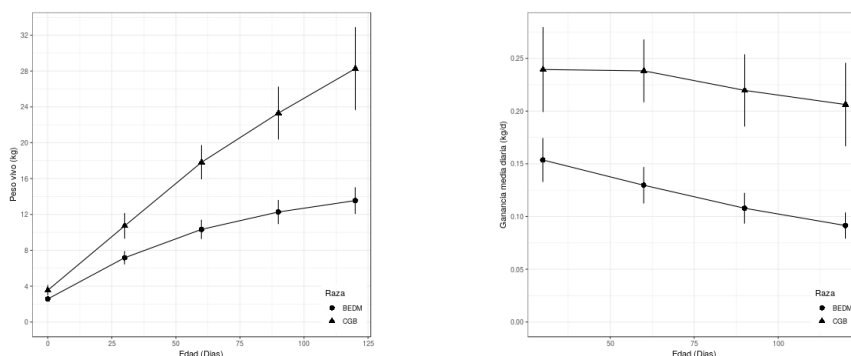 Peso vivo (kg)
32
28
24
20
16
12
8
4
0
0
25
50
75
100
125
Edad (Días)
Raza
BEDM
CGB
Ganancia media diaria (kg/d)
0.25
0.20
0.15
0.10
0.05
0.00
50
75
100
Edad (Días)
Raza
BEDM
CGB